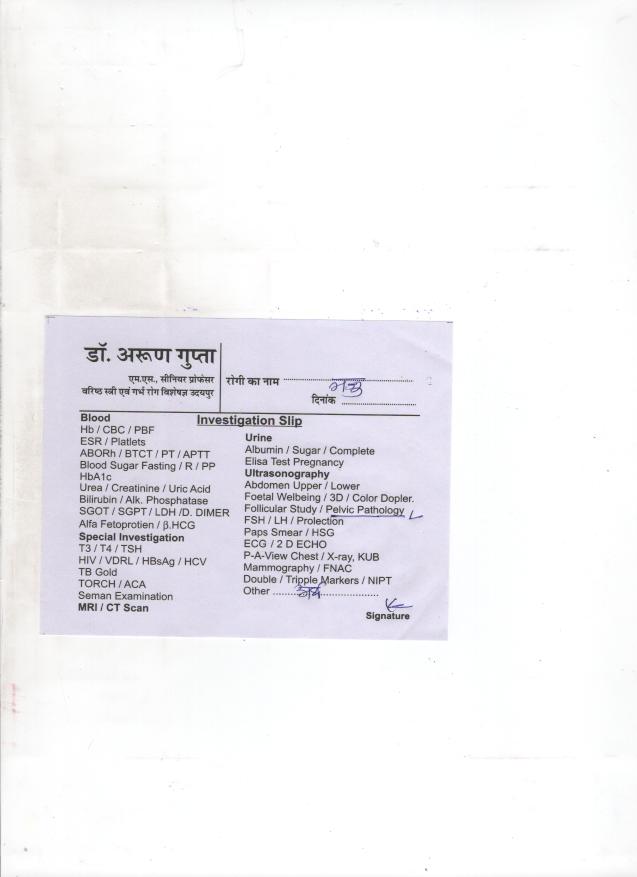 डॉ. अरूण गुप्ता
एम.एस., सीनियर प्रोफेसर
वरिष्ठ स्त्री एवं गर्भ रोग विशेषज्ञ उदयपुर
रोगी का नाम
दिनांक
Investigation Slip
Blood
Hb / CBC / PBF
ESR / Platlets
ABORh / BTCT / PT / APTT
Blood Sugar Fasting / R / PP
HbA1c
Urea / Creatinine / Uric Acid
Bilirubin / Alk. Phosphatase
SGOT / SGPT / LDH /D. DIMER
Alfa Fetoprotien / β.HCG
Special Investigation
T3 / T4 / TSH
HIV / VDRL / HBsAg / HCV
TB Gold
TORCH / ACA
Seman Examination
MRI / CT Scan
Urine
Albumin / Sugar / Complete
Elisa Test Pregnancy
Ultrasonography
Abdomen Upper / Lower
Foetal Welbeing / 3D / Color Dopler.
Follicular Study / Pelvic Pathology
FSH / LH / Prolection
Paps Smear / HSG
ECG / 2 D ECHO
P-A-View Chest / X-ray, KUB
Mammography / FNAC
Double / Tripple Markers / NIPT
Other
Signature